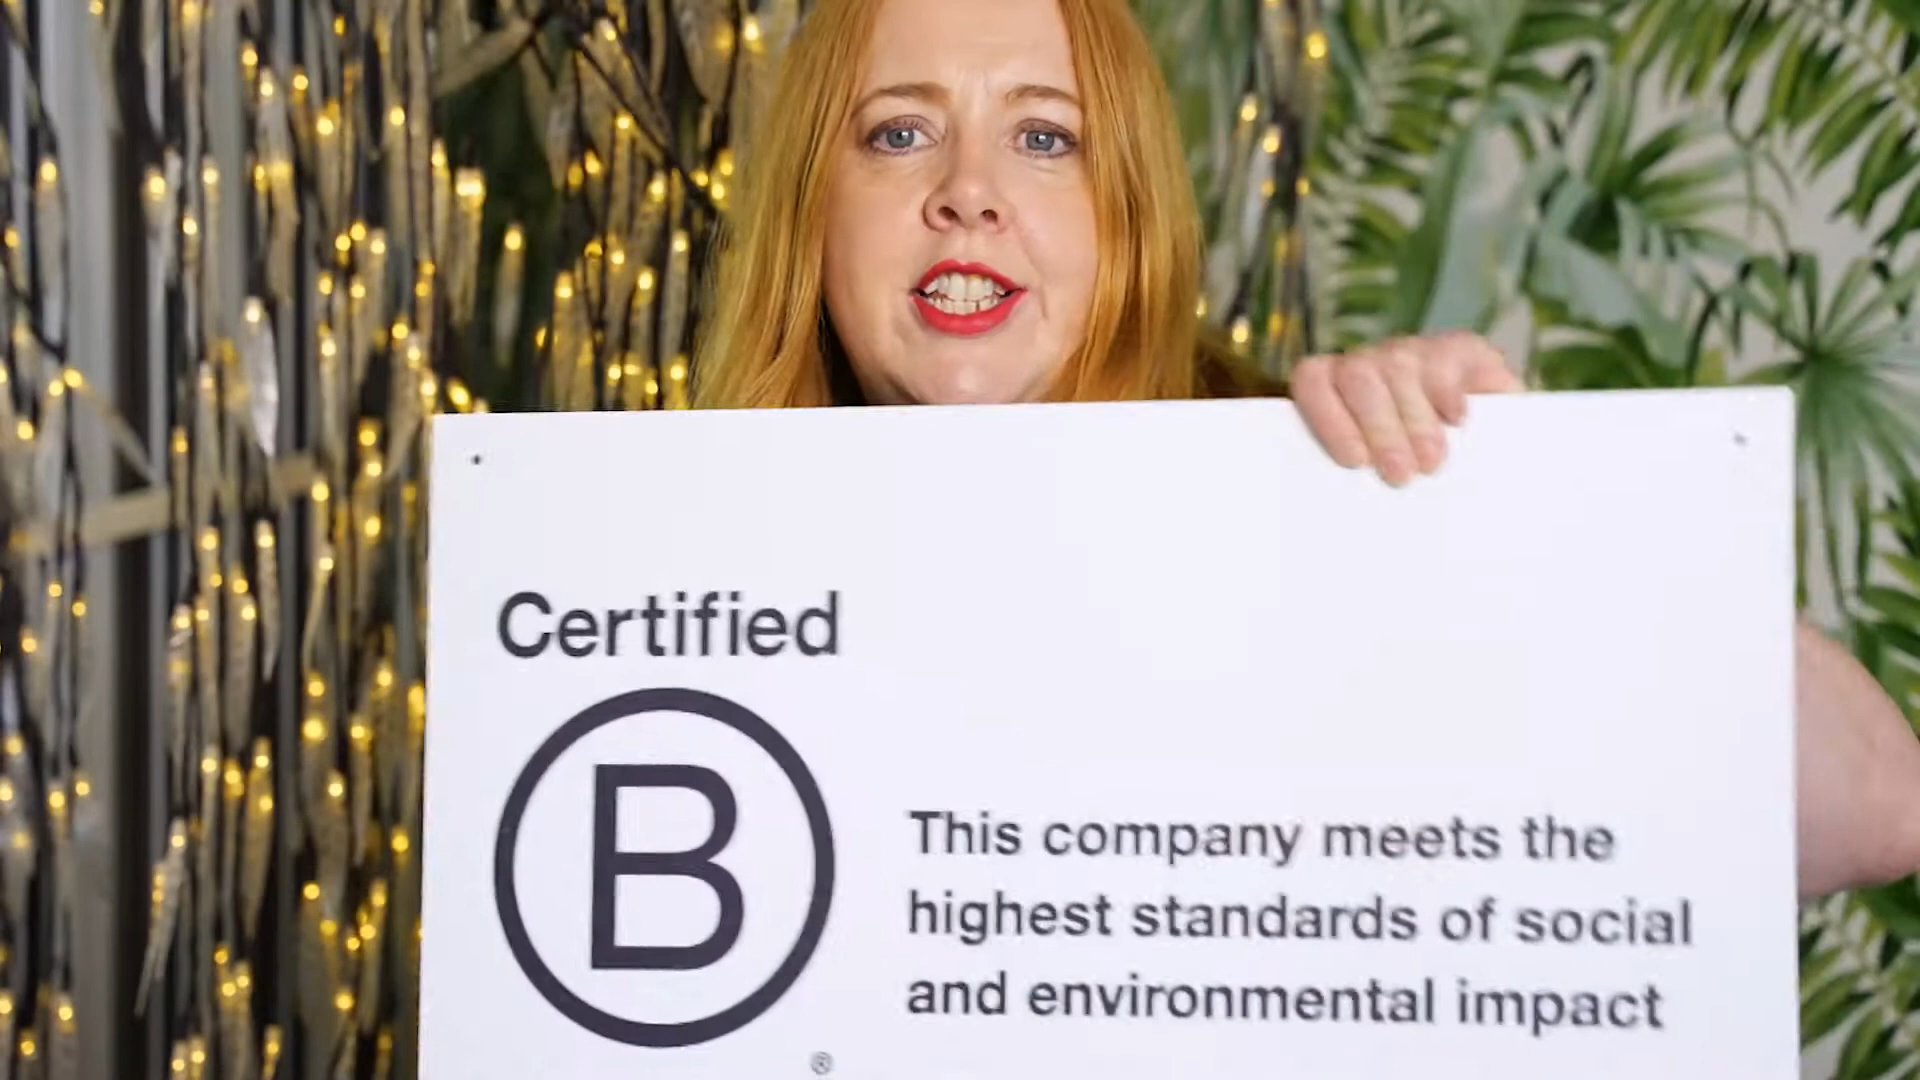 Certified
B
®
This company meets the
highest standards of social
and environmental impact